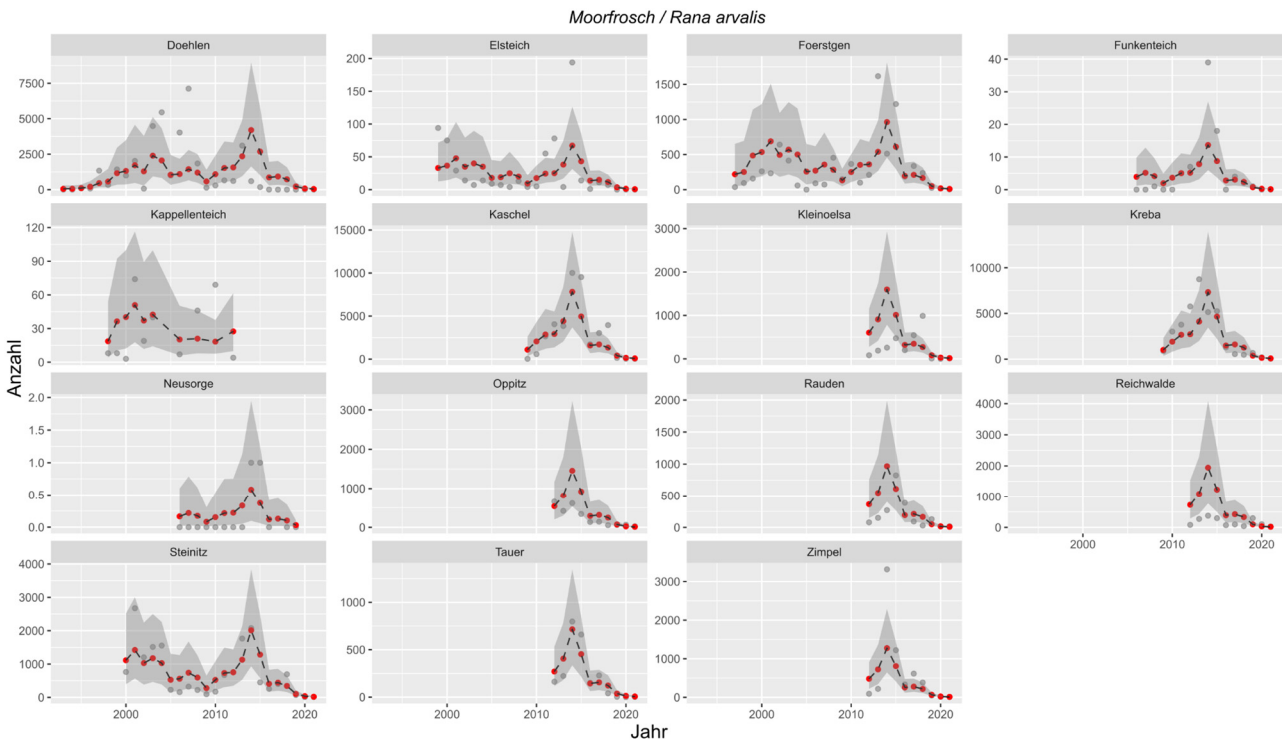 Moorfrosch / Rana arvalis
Doehlen
Elsteich
Foerstgen
Funkenteich
7500
5000
2500
0
200
150
100
50
0
1500
1000
500
0
40
30
20
10
0
Kappellenteich
Kaschel
Kleinoelsa
Kreba
120
90
60
30
0
15000
10000
5000
0
3000
2000
1000
0
10000
5000
0
Anzahl
Neusorge
Oppitz
Rauden
Reichwalde
2.0
1.5
1.0
0.5
0.0
3000
2000
1000
0
2000
1500
1000
500
0
4000
3000
2000
1000
0
2000 2010 2020
Steinitz
Tauer
Zimpel
4000
3000
2000
1000
0
1000
500
0
3000
2000
1000
0
2000 2010 2020
2000 2010 2020
2000 2010 2020
Jahr